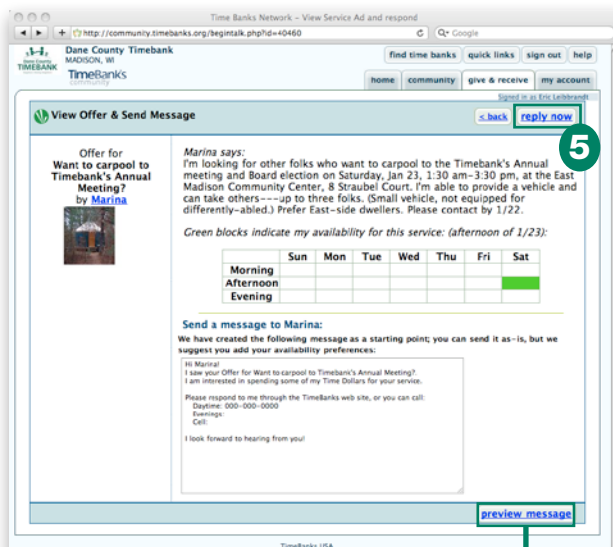 Time Banks Network – View Service Ad and respond
http://community.timebanks.org/begintalk.php?id=40460
Q- Google
Dane County Timebank
MADISON, WI
Dane County
TIMEBANK
TimeBanks
community
find time banks quick links sign out help
home community give & receive my account
Signed in as Eric Leibbrandt
View Offer & Send Message
< back reply now
5
Offer for
Want to carpool to
Timebank's Annual
Meeting?
by Marina
Marina says:
I'm looking for other folks who want to carpool to the Timebank's Annual
meeting and Board election on Saturday, Jan 23, 1:30 am-3:30 pm, at the East
Madison Community Center, 8 Straubel Court. I'm able to provide a vehicle and
can take others---up to three folks. (Small vehicle, not equipped for
differently-abled.) Prefer East-side dwellers. Please contact by 1/22.
Green blocks indicate my availability for this service: (afternoon of 1/23):
Sun Mon Tue Wed Thu Fri Sat
Morning
Afternoon
Evening
Send a message to Marina:
We have created the following message as a starting point; you can send it as-is, but we
suggest you add your availability preferences:
Hi Marina!
I saw your Offer for Want to carpool to Timebank's Annual Meeting?.
I am interested in spending some of my Time Dollars for your service.
Please respond to me through the TimeBanks web site, or you can call:
Daytime: 000-000-0000
Evenings:
Cell:
I look forward to hearing from you!
preview message
TimeBanks USA